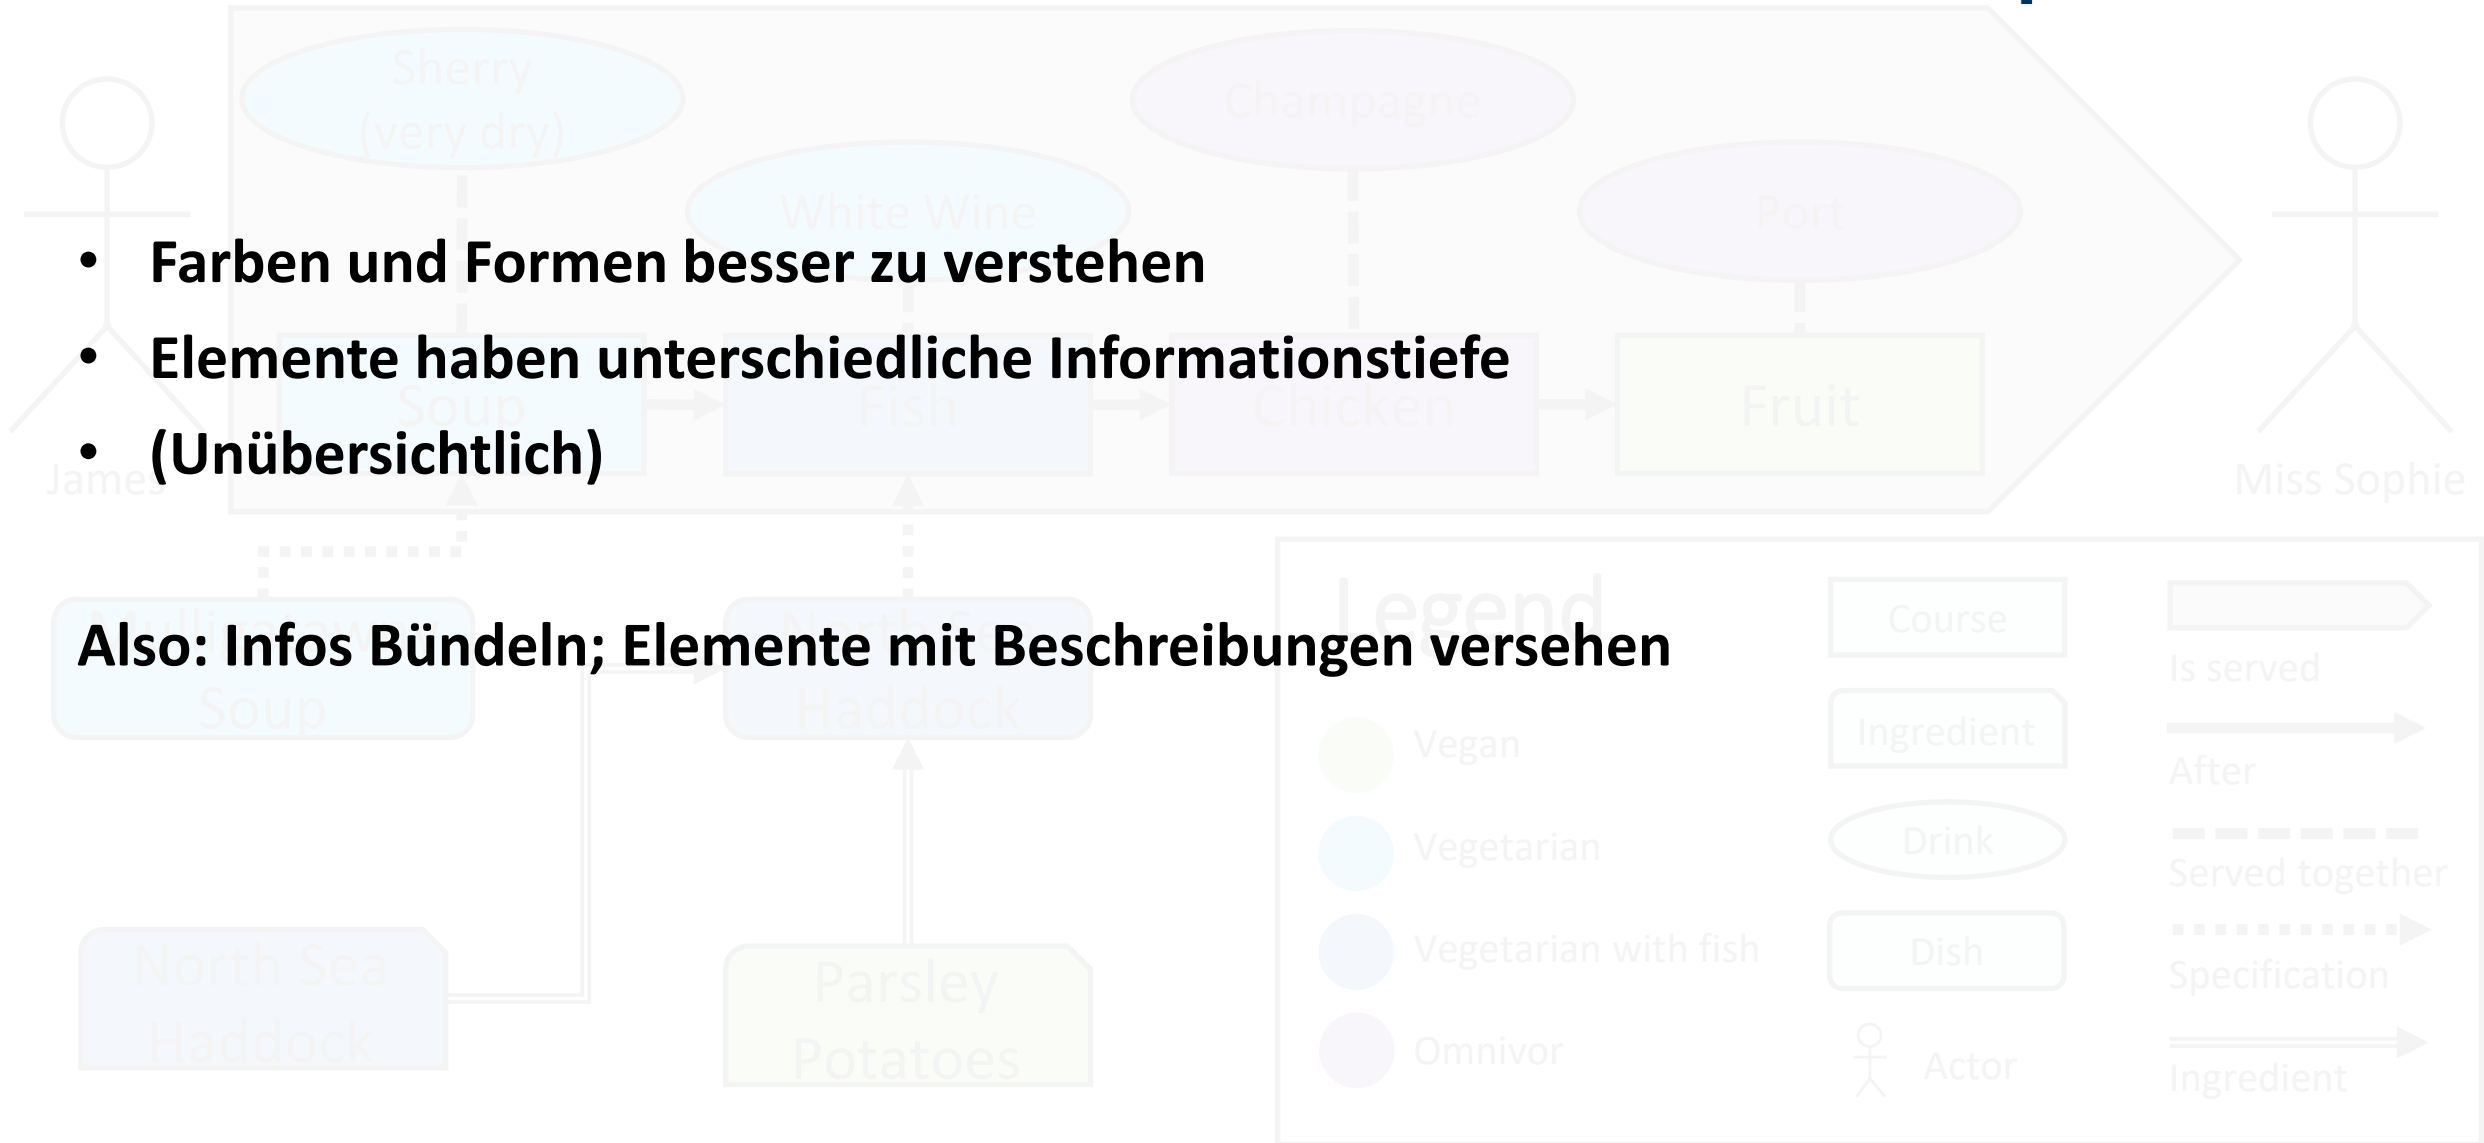 Sherry
(very dry)
Champagne
White Wine
Port
• Farben und Formen besser zu verstehen
• Elemente haben unterschiedliche Informationstiefe
Soup
Fish
Chicken
Fruit
• (Unübersichtlich)
James
Miss Sophie
Also: Infos Bündeln; Elemente mit Beschreibungen versehen
Mulligatawny
Soup
North Sea
Haddock
North Sea
Haddock
Parsley
Potatoes
Legend
Vegan
Vegetarian
Vegetarian with fish
Omnivor
Course
Ingredient
Drink
Dish
Actor
Is served
After
Served together
Specification
Ingredient